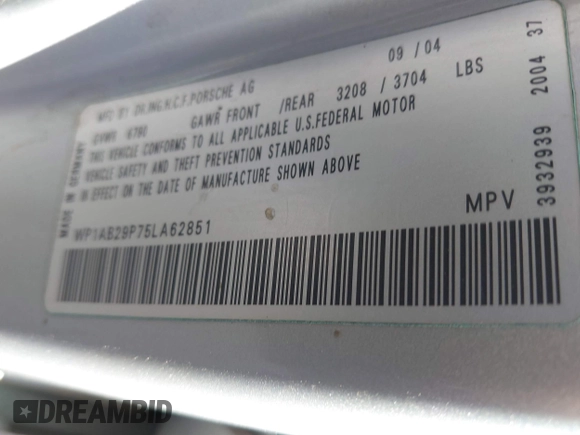 09 / 04
MFD BY DR.ING.H.C.F.PORSCHE AG
GVWR 6790 GAWR FRONT /REAR 3208 / 3704 LBS
THIS VEHICLE CONFORMS TO ALL APPLICABLE U.S.FEDERAL MOTOR
VEHICLE SAFETY AND THEFT PREVENTION STANDARDS
IN EFFECT ON THE DATE OF MANUFACTURE SHOWN ABOVE
WP1AB29P75LA62851 MPV
MADE IN GERMANY
3932939 2004 37
DREAMBID